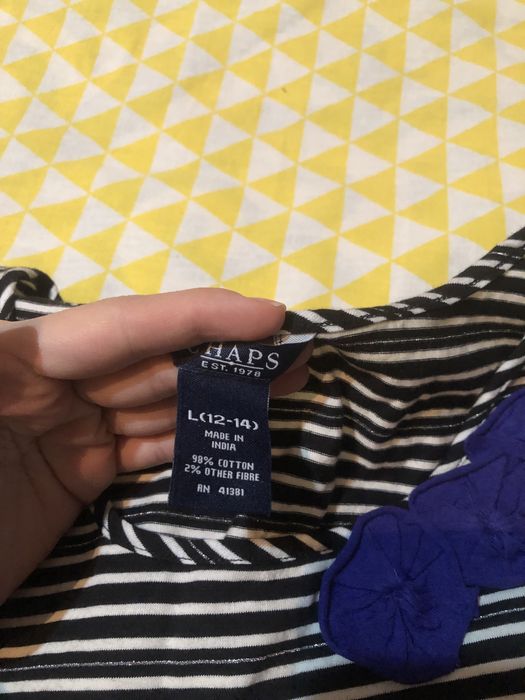 CHAPS
EST. 1978
L(12-14)
MADE IN
INDIA
98% COTTON
2% OTHER FIBRE
RN 41381